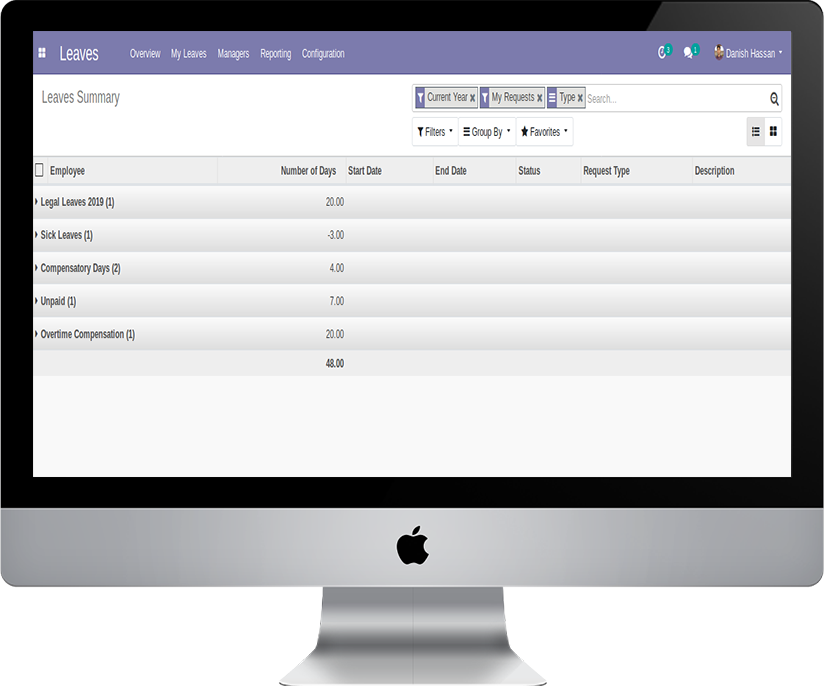 Leaves Overview My Leaves Managers Reporting Configuration 3 1 Danish Hassan
Leaves Summary Current Year × My Requests × Type × Search...
Filters Group By Favorites
Employee Number of Days Start Date End Date Status Request Type Description
Legal Leaves 2019 (1) 20.00
Sick Leaves (1) -3.00
Compensatory Days (2) 4.00
Unpaid (1) 7.00
Overtime Compensation (1) 20.00
48.00